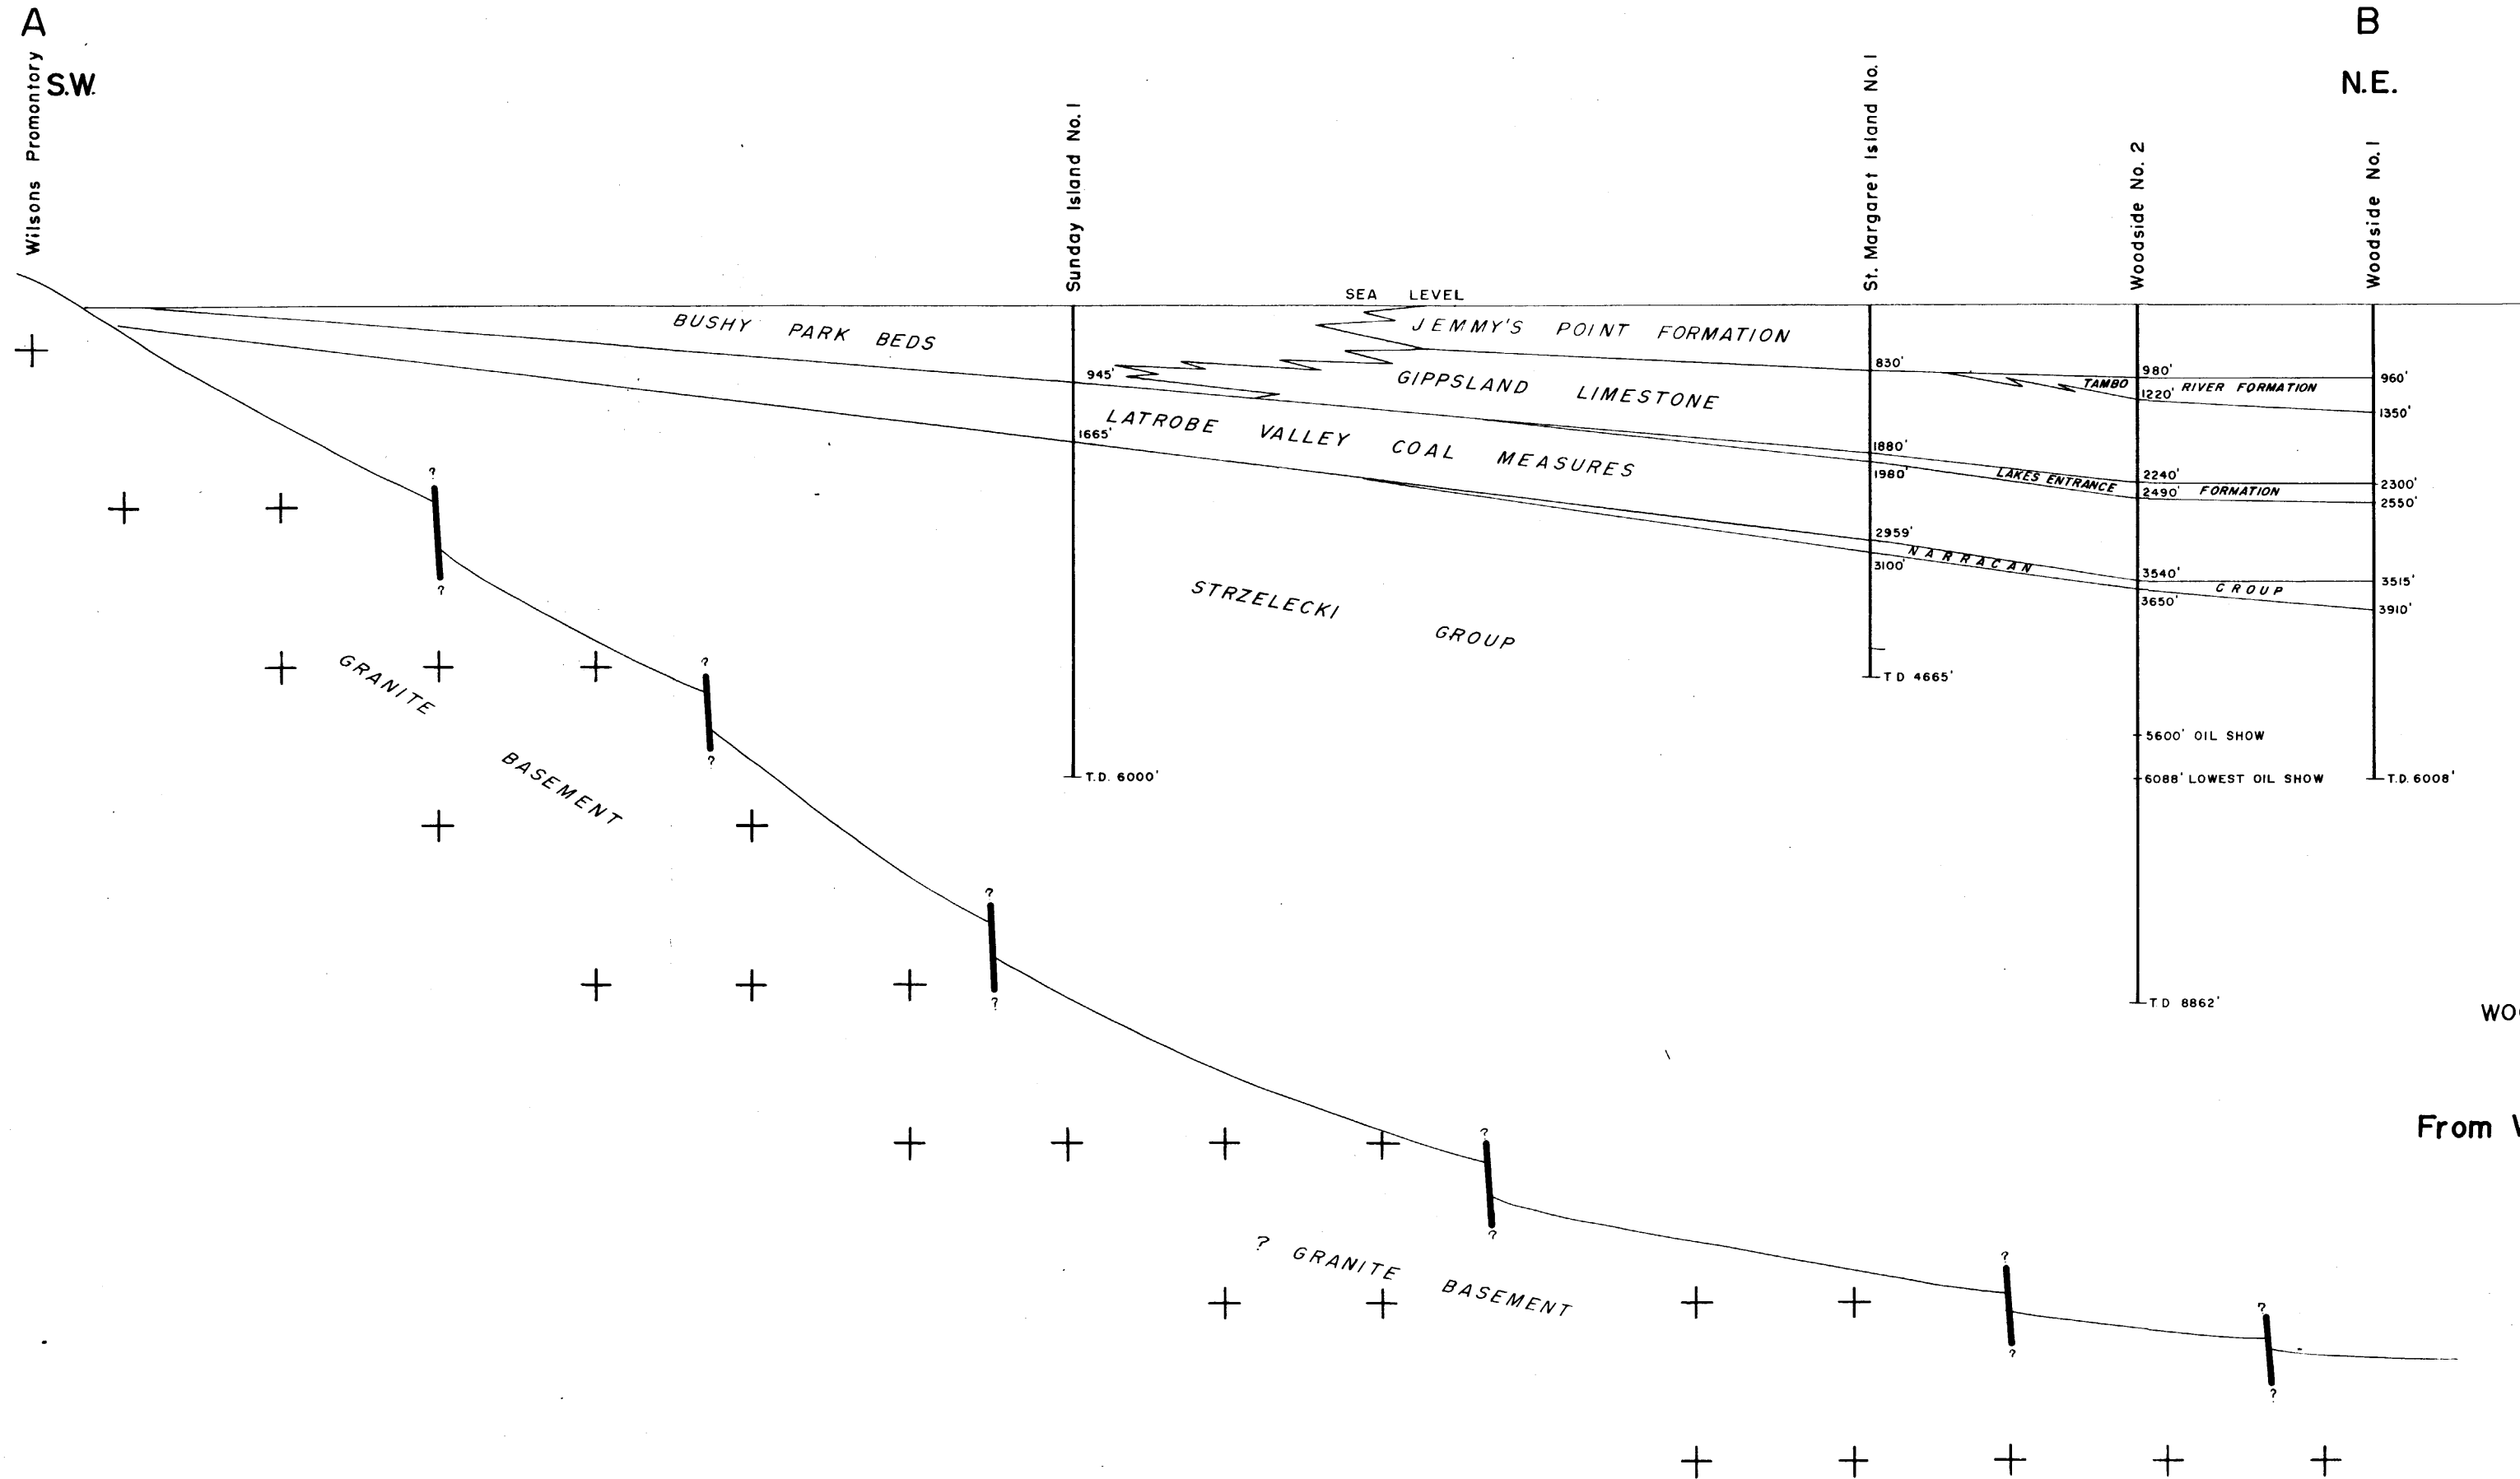 A
B
S.W.
N.E.
Wilsons Promontory
Sunday Island No.1
St. Margaret Island No.1
Woodside No. 2
Woodside No.1
SEA LEVEL
BUSHY PARK BEDS
JEMMY'S POINT FORMATION
GIPPSLAND LIMESTONE
TAMBO RIVER FORMATION
LATROBE VALLEY COAL MEASURES
LAKES ENTRANCE FORMATION
NARRACAN GROUP
STRZELECKI GROUP
945'
1665'
T.D. 6000'
830'
1880'
1980'
2959'
3100'
T D 4665'
980'
1220'
2240'
2490'
3540'
3650'
5600' OIL SHOW
6088' LOWEST OIL SHOW
T D 8862'
960'
1350'
2300'
2550'
3515'
3910'
T.D. 6008'
?
?
?
?
?
?
GRANITE BASEMENT
?
?
? GRANITE BASEMENT
?
?
?
?
WO
From